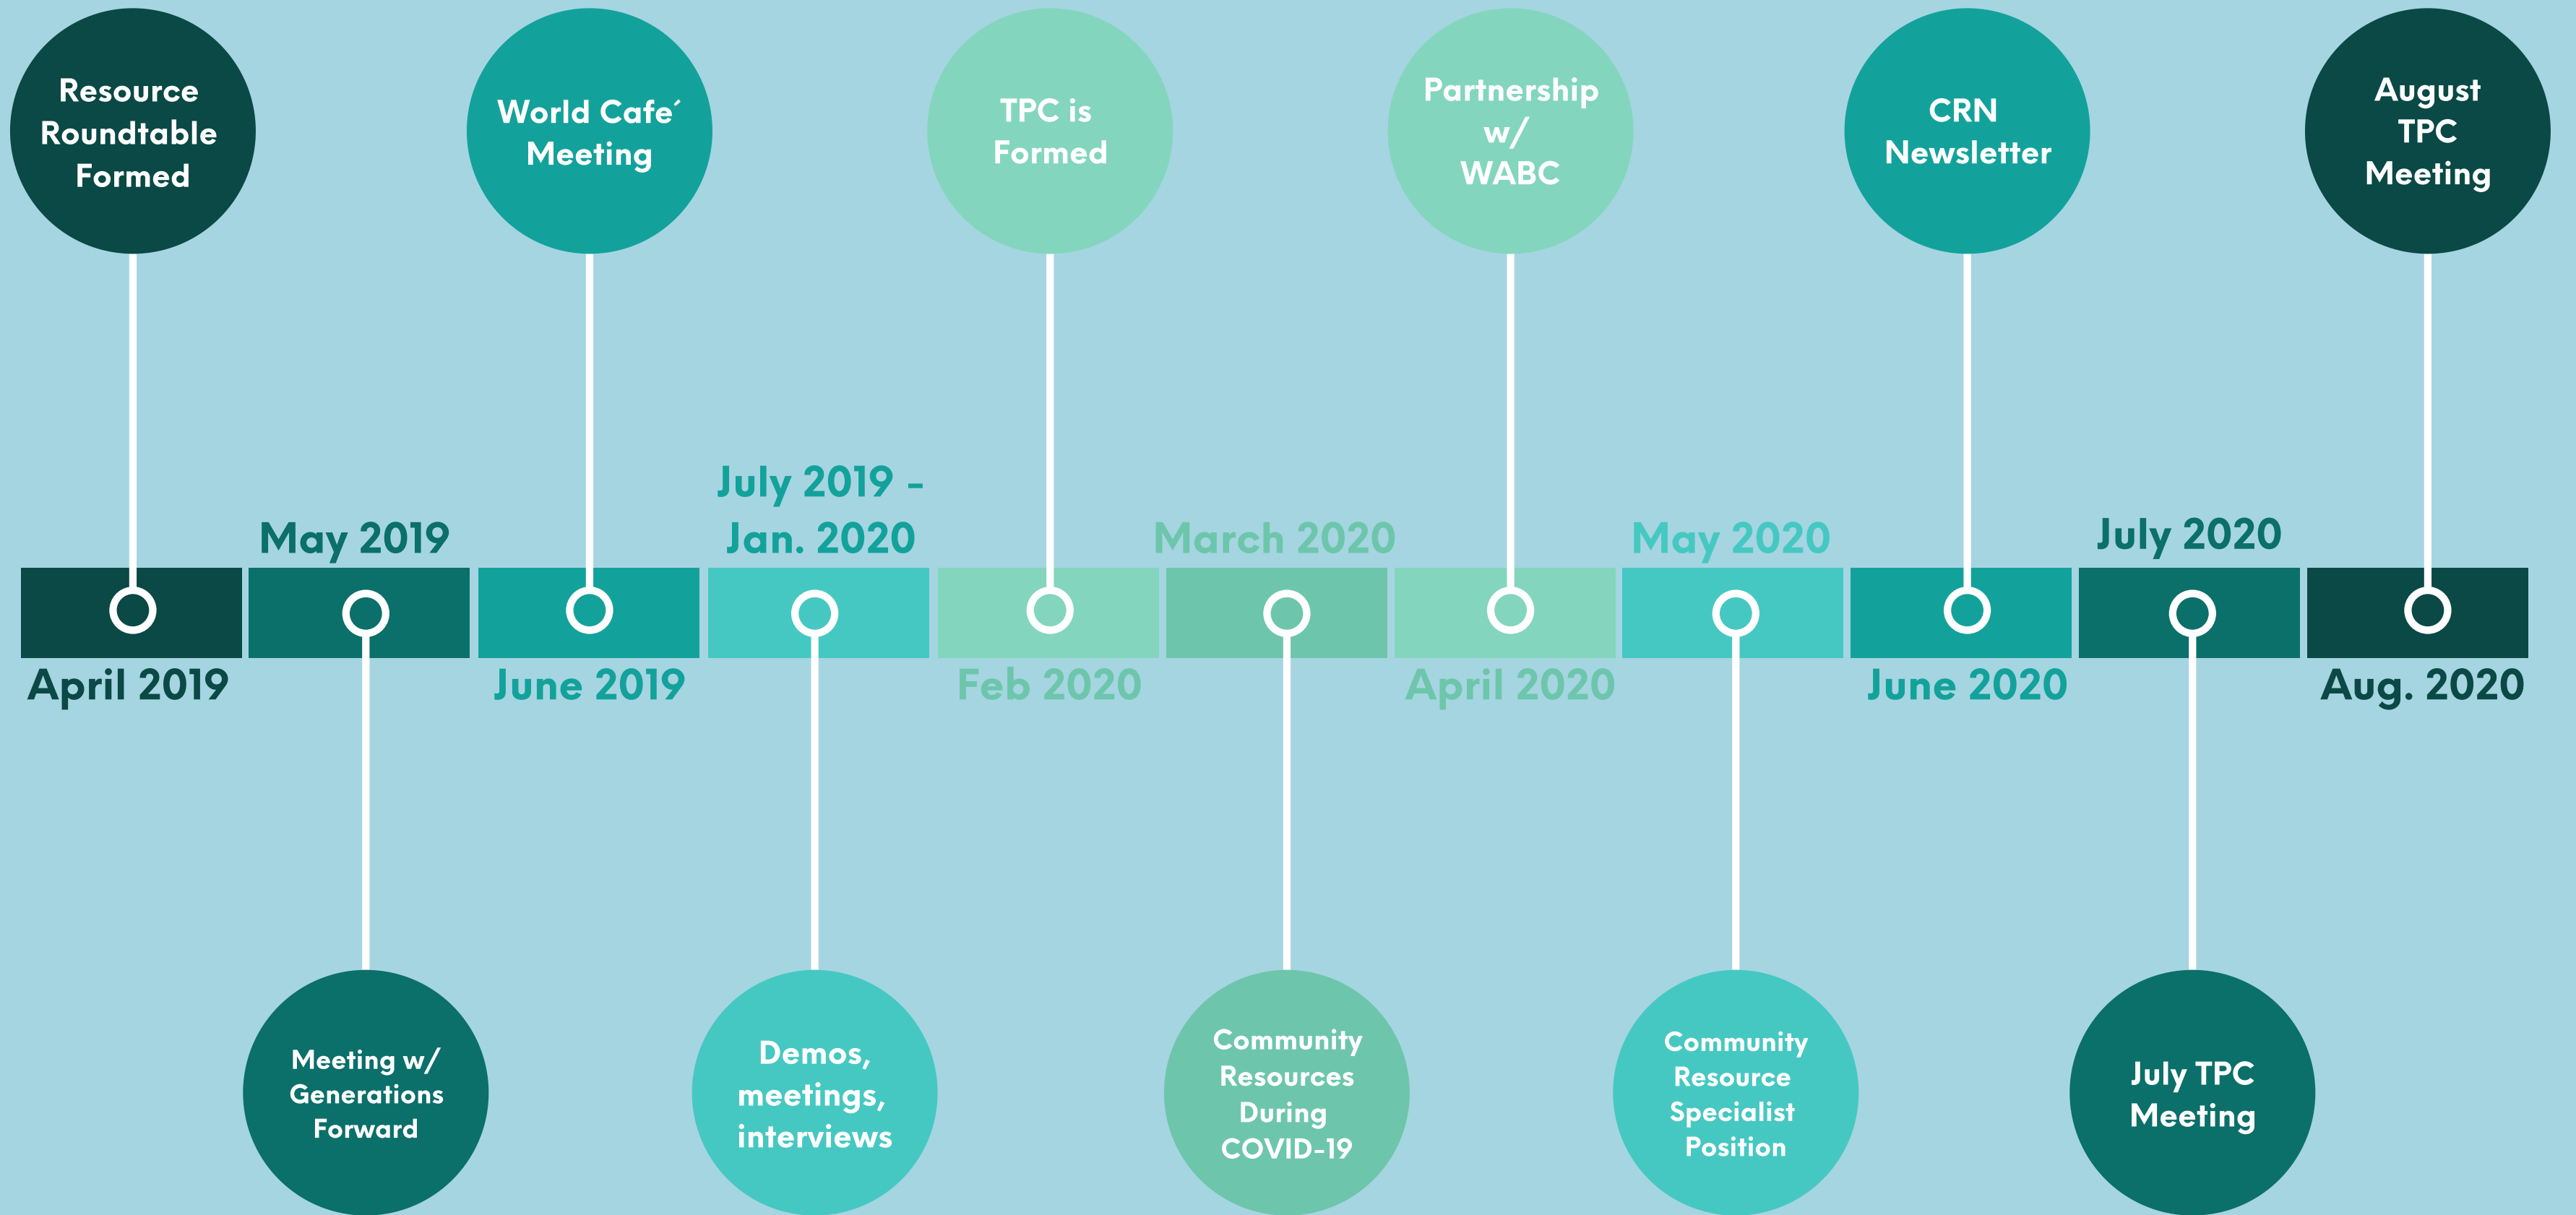 Resource
Roundtable
Formed
World Cafe´
Meeting
TPC is
Formed
Partnership
w/
WABC
CRN
Newsletter
August
TPC
Meeting
May 2019
July 2019 -
Jan. 2020
March 2020
May 2020
July 2020
April 2019
June 2019
Feb 2020
April 2020
June 2020
Aug. 2020
Meeting w/
Generations
Forward
Demos,
meetings,
interviews
Community
Resources
During
COVID-19
Community
Resource
Specialist
Position
July TPC
Meeting